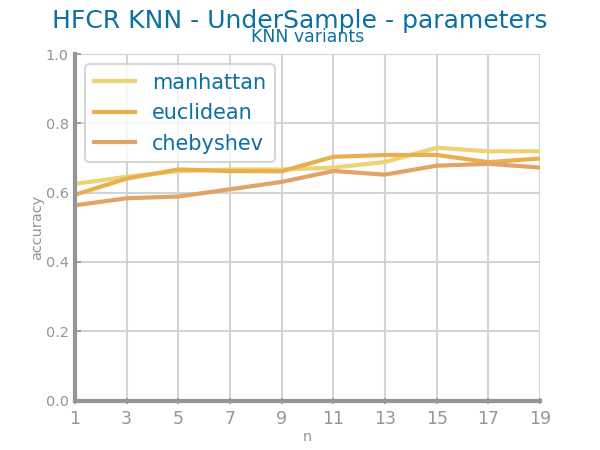 HFCR KNN - UnderSample - parameters
KNN variants
manhattan
euclidean
chebyshev
accuracy
1.0
0.8
0.6
0.4
0.2
0.0
1 3 5 7 9 11 13 15 17 19
n